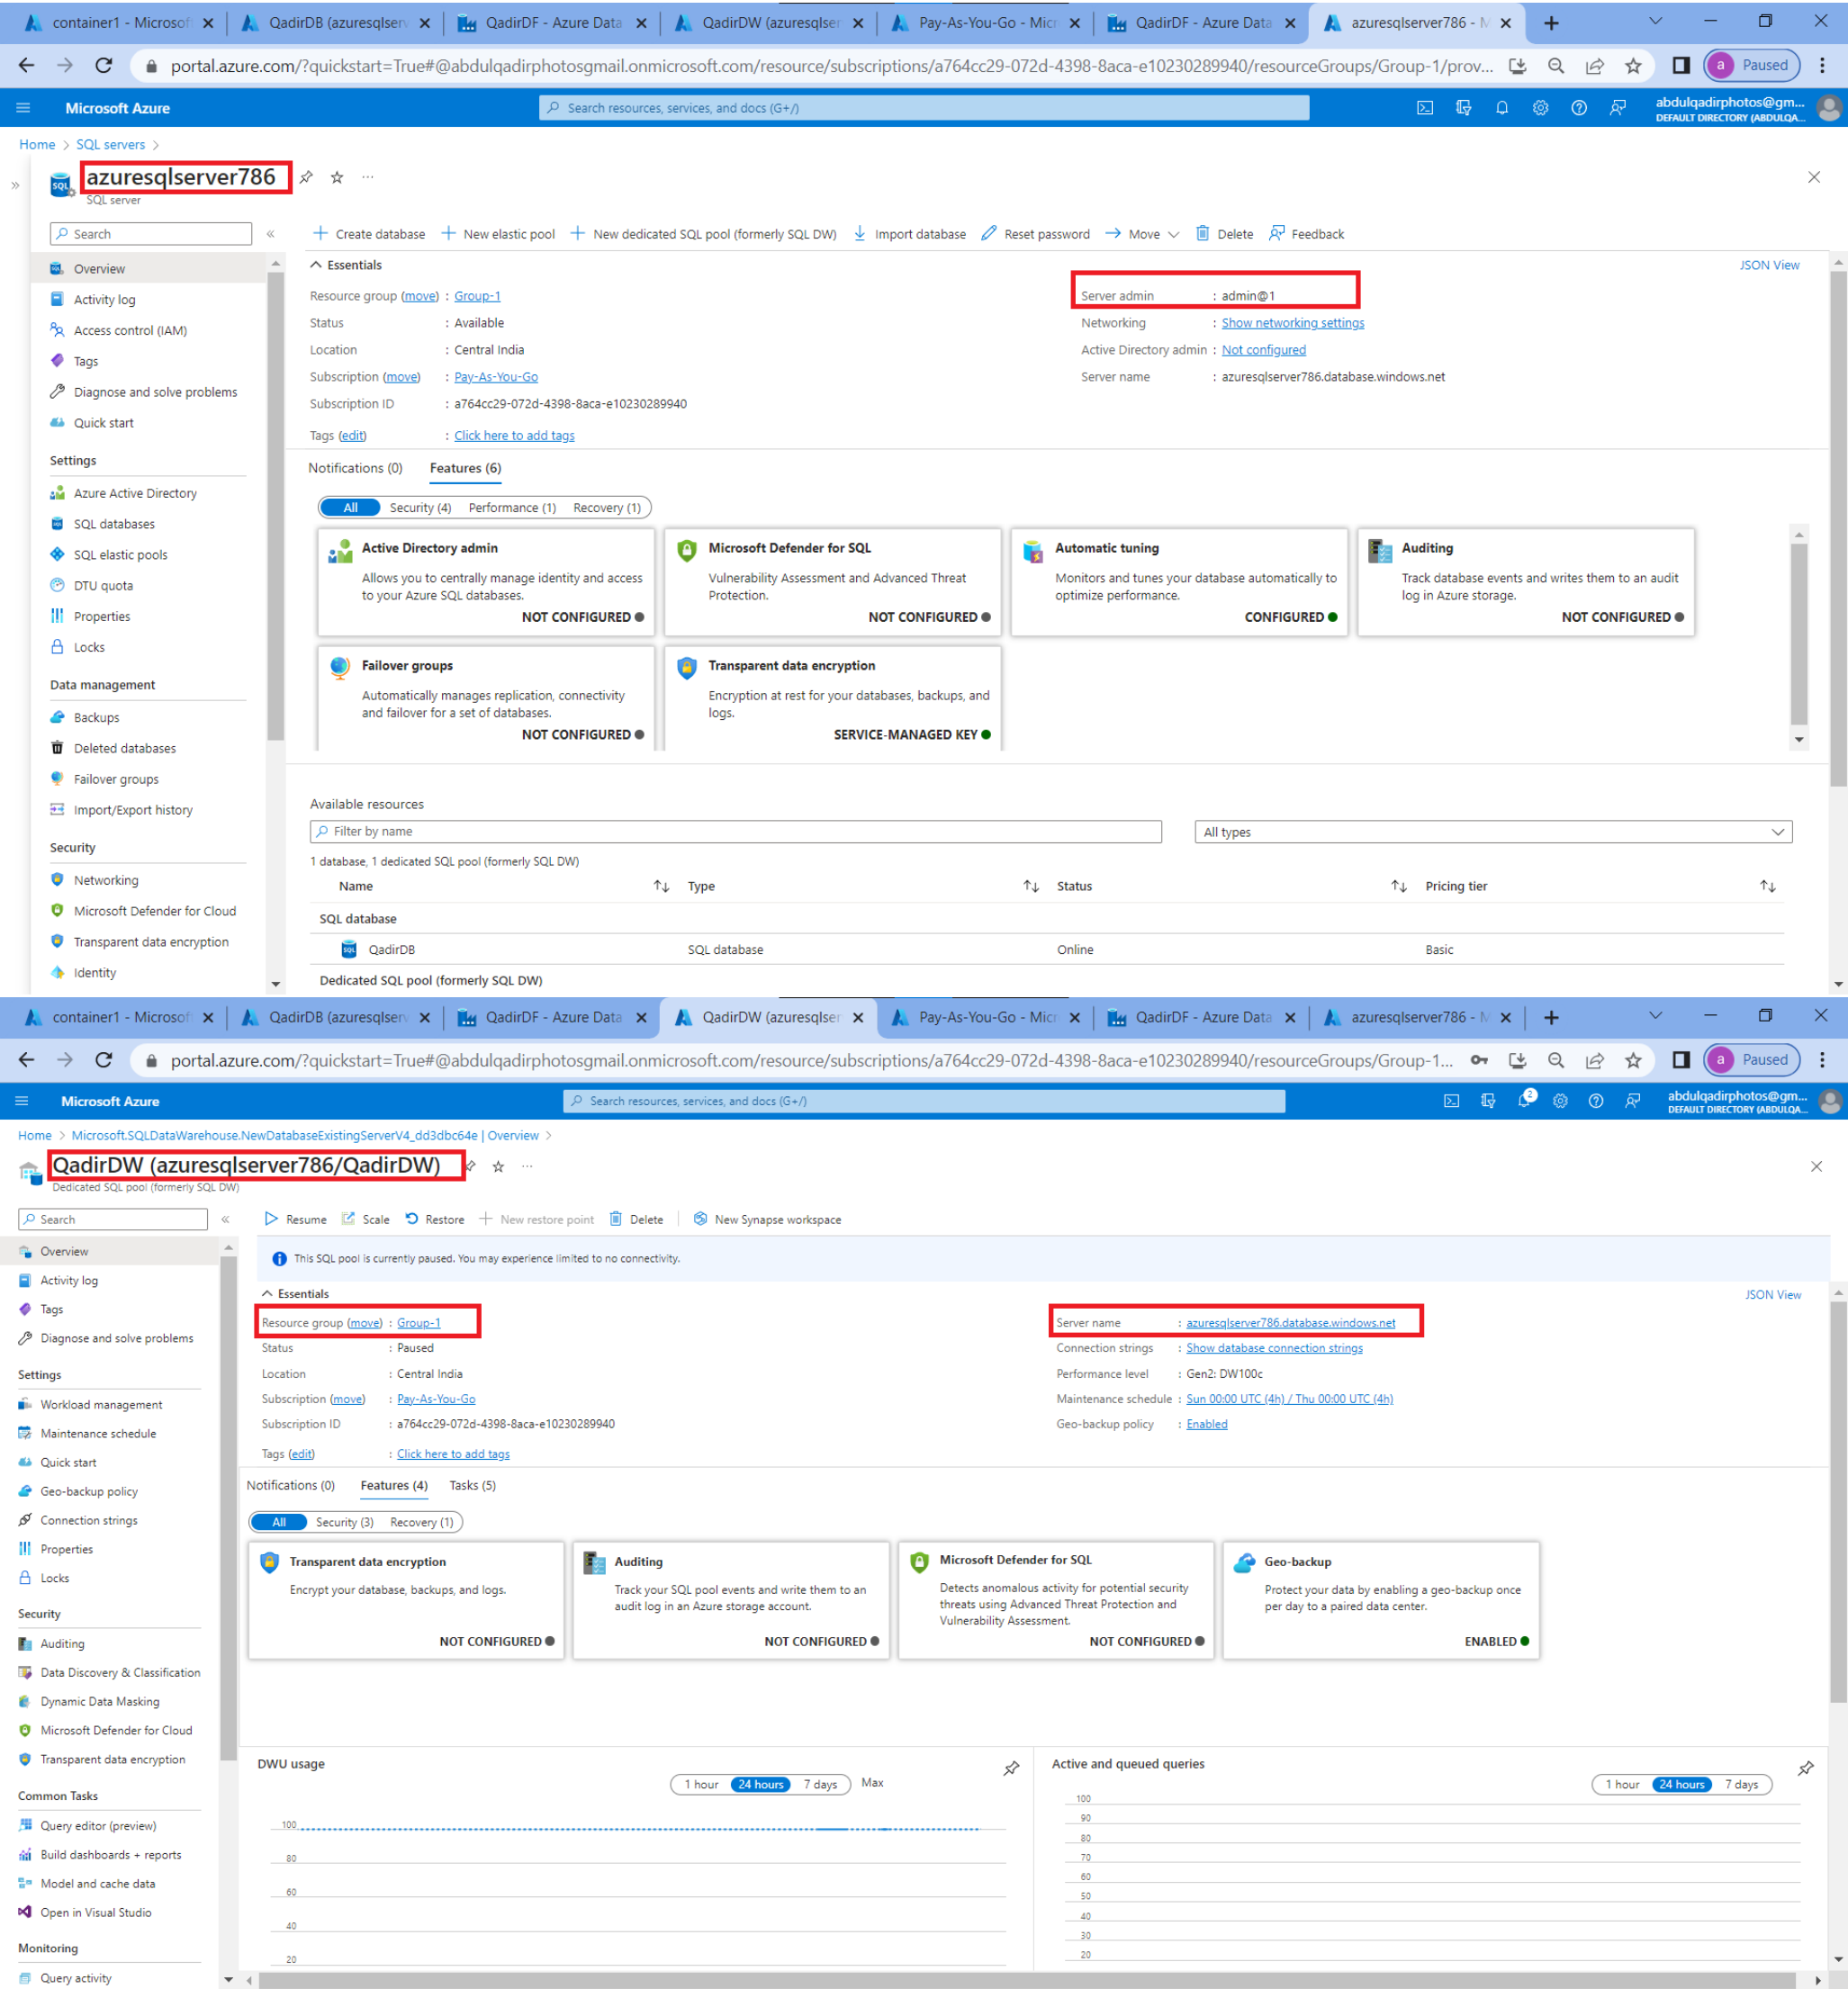 container1 - Microsoft
QadirDB (azuresqlserv
QadirDF - Azure Data
QadirDW (azuresqlser
Pay-As-You-Go - Micr
QadirDF - Azure Data
azuresqlserver786 - M
portal.azure.com/?quickstart=True#@abdulqadirphotosgmail.onmicrosoft.com/resource/subscriptions/a764cc29-072d-4398-8aca-e10230289940/resourceGroups/Group-1/prov...
a Paused
Microsoft Azure
Search resources, services, and docs (G+/)
abdulqadirphotos@gm...
DEFAULT DIRECTORY (ABDULQA...
Home > SQL servers >
azuresqlserver786
SQL server
Search
Create database
New elastic pool
New dedicated SQL pool (formerly SQL DW)
Import database
Reset password
Move
Delete
Feedback
Overview
Activity log
Access control (IAM)
Tags
Diagnose and solve problems
Quick start
Settings
Azure Active Directory
SQL databases
SQL elastic pools
DTU quota
Properties
Locks
Data management
Backups
Deleted databases
Failover groups
Import/Export history
Security
Networking
Microsoft Defender for Cloud
Transparent data encryption
Identity
Essentials
JSON View
Resource group (move) : Group-1
Status : Available
Location : Central India
Subscription (move) : Pay-As-You-Go
Subscription ID : a764cc29-072d-4398-8aca-e10230289940
Tags (edit) : Click here to add tags
Server admin : admin@1
Networking : Show networking settings
Active Directory admin : Not configured
Server name : azuresqlserver786.database.windows.net
Notifications (0) Features (6)
All Security (4) Performance (1) Recovery (1)
Active Directory admin
Allows you to centrally manage identity and access
to your Azure SQL databases.
NOT CONFIGURED
Microsoft Defender for SQL
Vulnerability Assessment and Advanced Threat
Protection.
NOT CONFIGURED
Automatic tuning
Monitors and tunes your database automatically to
optimize performance.
CONFIGURED
Auditing
Track database events and writes them to an audit
log in Azure storage.
NOT CONFIGURED
Failover groups
Automatically manages replication, connectivity
and failover for a set of databases.
NOT CONFIGURED
Transparent data encryption
Encryption at rest for your databases, backups, and
logs.
SERVICE-MANAGED KEY
Available resources
Filter by name
All types
1 database, 1 dedicated SQL pool (formerly SQL DW)
Name Type Status Pricing tier
SQL database
QadirDB SQL database Online Basic
Dedicated SQL pool (formerly SQL DW)
container1 - Microsoft
QadirDB (azuresqlserv
QadirDF - Azure Data
QadirDW (azuresqlser
Pay-As-You-Go - Micr
QadirDF - Azure Data
azuresqlserver786 - M
portal.azure.com/?quickstart=True#@abdulqadirphotosgmail.onmicrosoft.com/resource/subscriptions/a764cc29-072d-4398-8aca-e10230289940/resourceGroups/Group-1...
a Paused
Microsoft Azure
Search resources, services, and docs (G+/)
2
abdulqadirphotos@gm...
DEFAULT DIRECTORY (ABDULQA...
Home > Microsoft.SQLDataWarehouse.NewDatabaseExistingServerV4_dd3dbc64e | Overview >
QadirDW (azuresqlserver786/QadirDW)
Dedicated SQL pool (formerly SQL DW)
Search
Resume
Scale
Restore
New restore point
Delete
New Synapse workspace
This SQL pool is currently paused. You may experience limited to no connectivity.
Overview
Activity log
Tags
Diagnose and solve problems
Settings
Workload management
Maintenance schedule
Quick start
Geo-backup policy
Connection strings
Properties
Locks
Security
Auditing
Data Discovery & Classification
Dynamic Data Masking
Microsoft Defender for Cloud
Transparent data encryption
Common Tasks
Query editor (preview)
Build dashboards + reports
Model and cache data
Open in Visual Studio
Monitoring
Query activity
Essentials
JSON View
Resource group (move) : Group-1
Status : Paused
Location : Central India
Subscription (move) : Pay-As-You-Go
Subscription ID : a764cc29-072d-4398-8aca-e10230289940
Tags (edit) : Click here to add tags
Server name : azuresqlserver786.database.windows.net
Connection strings : Show database connection strings
Performance level : Gen2: DW100c
Maintenance schedule : Sun 00:00 UTC (4h) / Thu 00:00 UTC (4h)
Geo-backup policy : Enabled
Notifications (0) Features (4) Tasks (5)
All Security (3) Recovery (1)
Transparent data encryption
Encrypt your database, backups, and logs.
NOT CONFIGURED
Auditing
Track your SQL pool events and write them to an
audit log in an Azure storage account.
NOT CONFIGURED
Microsoft Defender for SQL
Detects anomalous activity for potential security
threats using Advanced Threat Protection and
Vulnerability Assessment.
NOT CONFIGURED
Geo-backup
Protect your data by enabling a geo-backup once
per day to a paired data center.
ENABLED
DWU usage
1 hour 24 hours 7 days Max
100
80
60
40
20
Active and queued queries
1 hour 24 hours 7 days
100
90
80
70
60
50
40
30
20